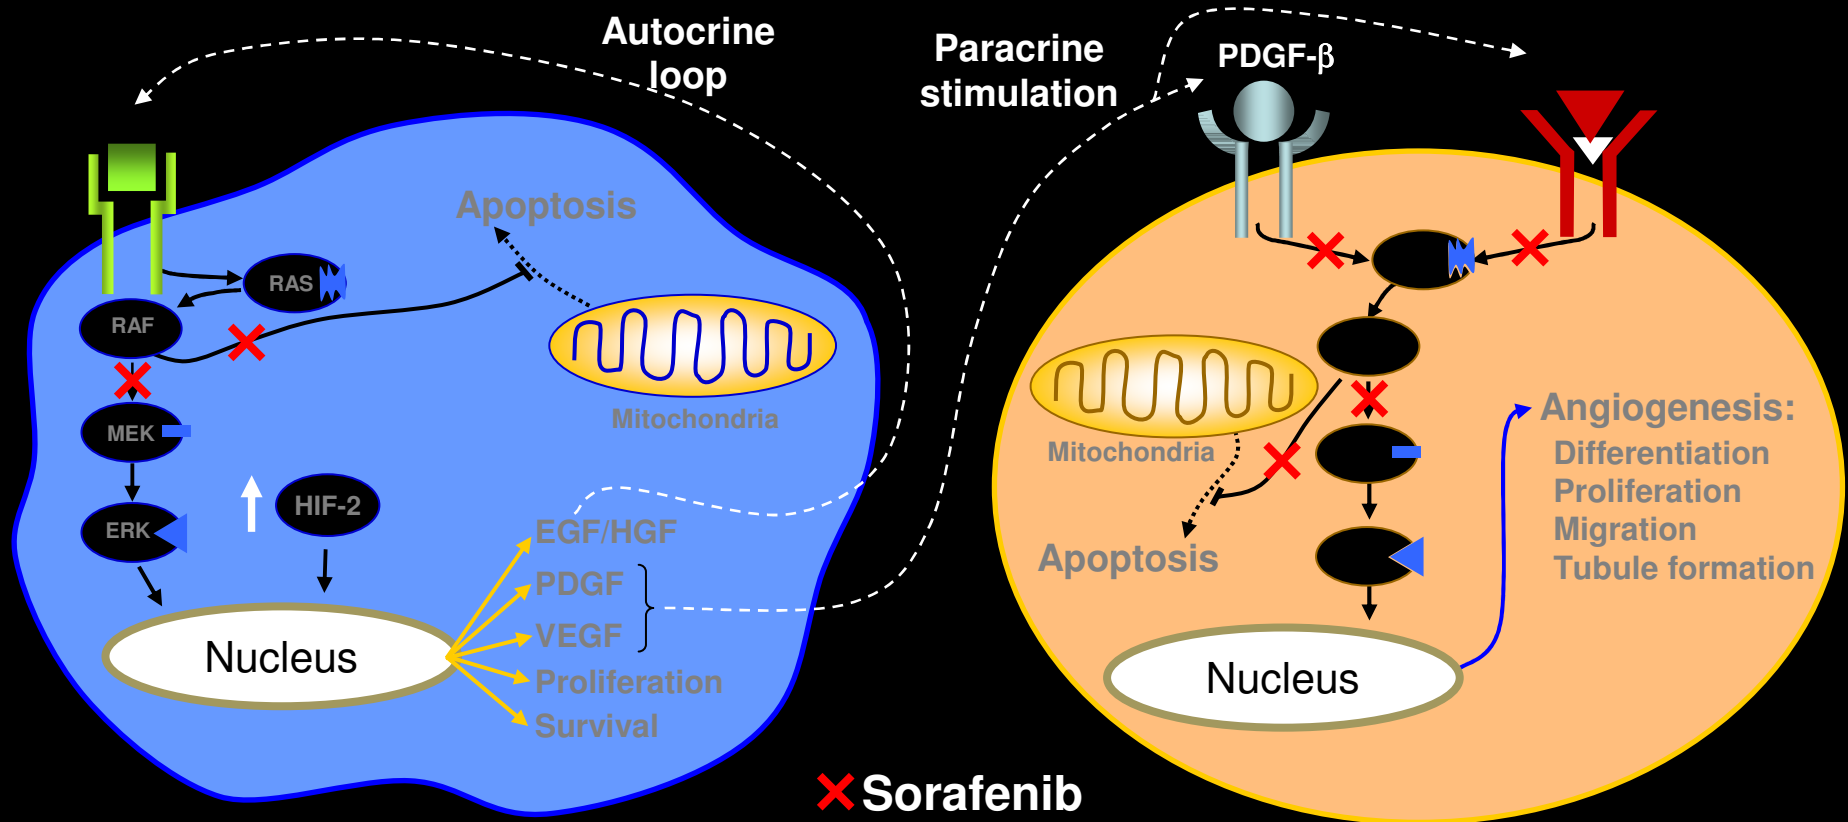 Autocrine
loop
Paracrine
stimulation
PDGF-β
Apoptosis
RAS
RAF
MEK
ERK
HIF-2
Mitochondria
EGF/HGF
PDGF
VEGF
Proliferation
Survival
Nucleus
Mitochondria
Apoptosis
Angiogenesis:
Differentiation
Proliferation
Migration
Tubule formation
Nucleus
Sorafenib